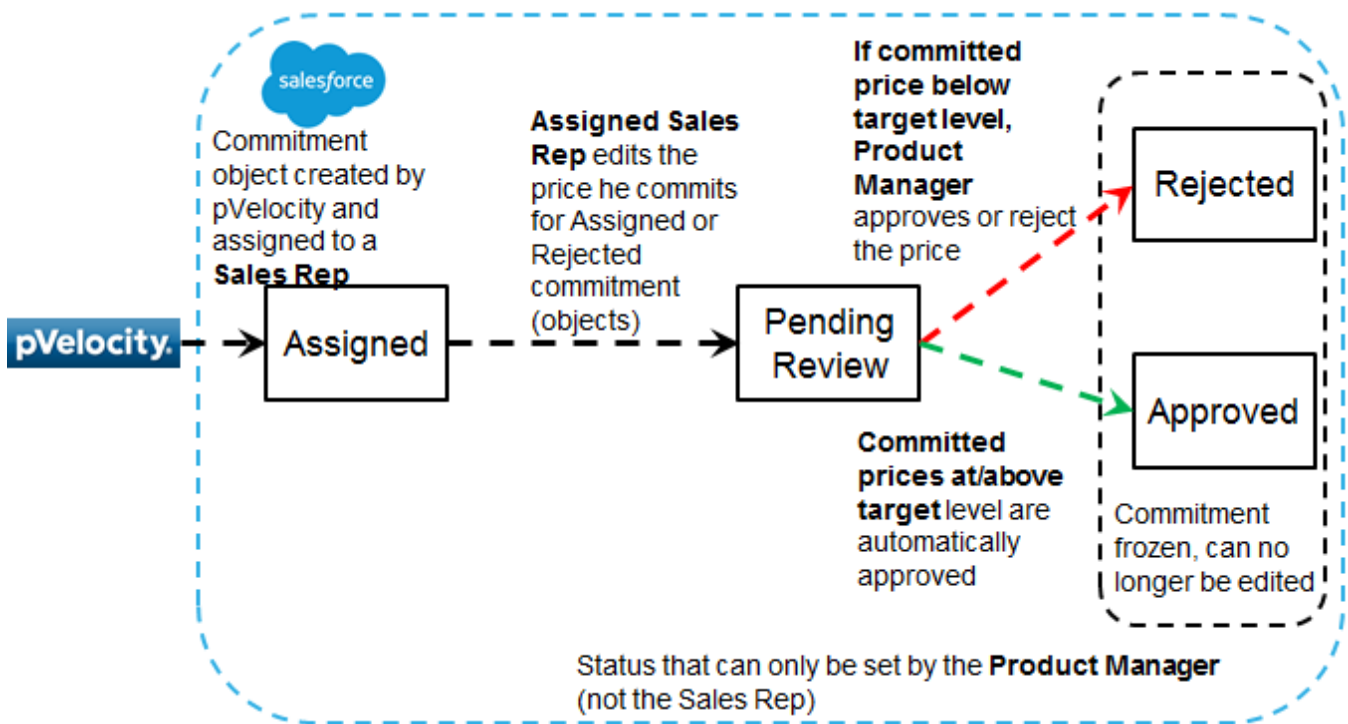 salesforce
Commitment
object created by
pVelocity and
assigned to a
Sales Rep
pVelocity.
Assigned
Assigned Sales
Rep edits the
price he commits
for Assigned or
Rejected
commitment
(objects)
Pending
Review
If committed
price below
target level,
Product
Manager
approves or reject
the price
Rejected
Approved
Committed
prices at/above
target level are
automatically
approved
Commitment
frozen, can no
longer be edited
Status that can only be set by the Product Manager
(not the Sales Rep)